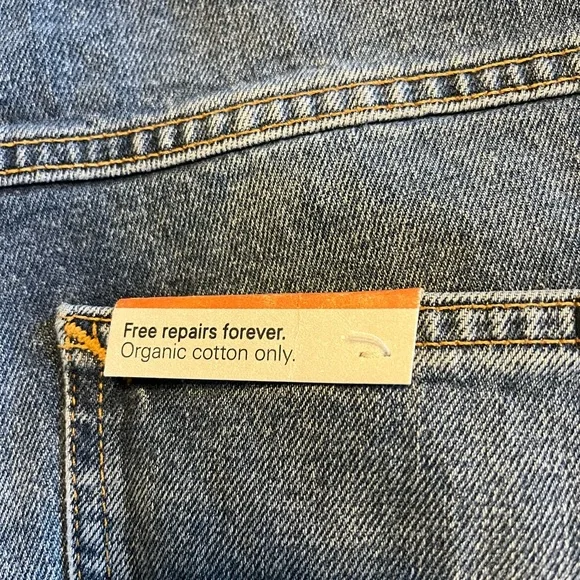 Free repairs forever.
Organic cotton only.